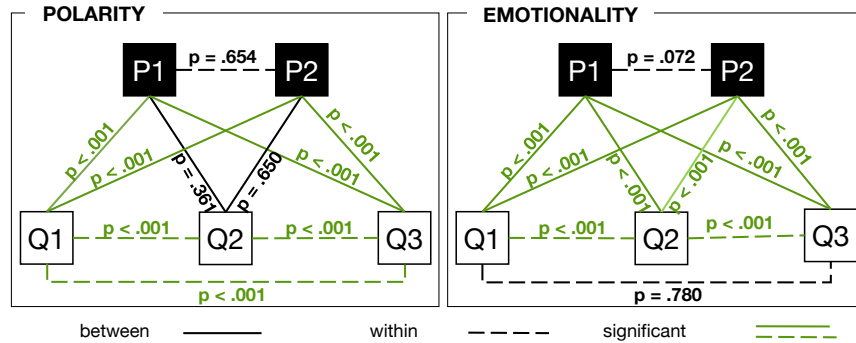 POLARITY
P1 p = .654 P2
p < .001 p < .001 p = .361 p = .650 p < .001 p < .001
Q1 p < .001 Q2 p < .001 Q3
p < .001
EMOTIONALITY
P1 p = .072 P2
p < .001 p < .001 p < .001 p < .001 p < .001 p < .001
Q1 p < .001 Q2 p < .001 Q3
p = .780
between within significant